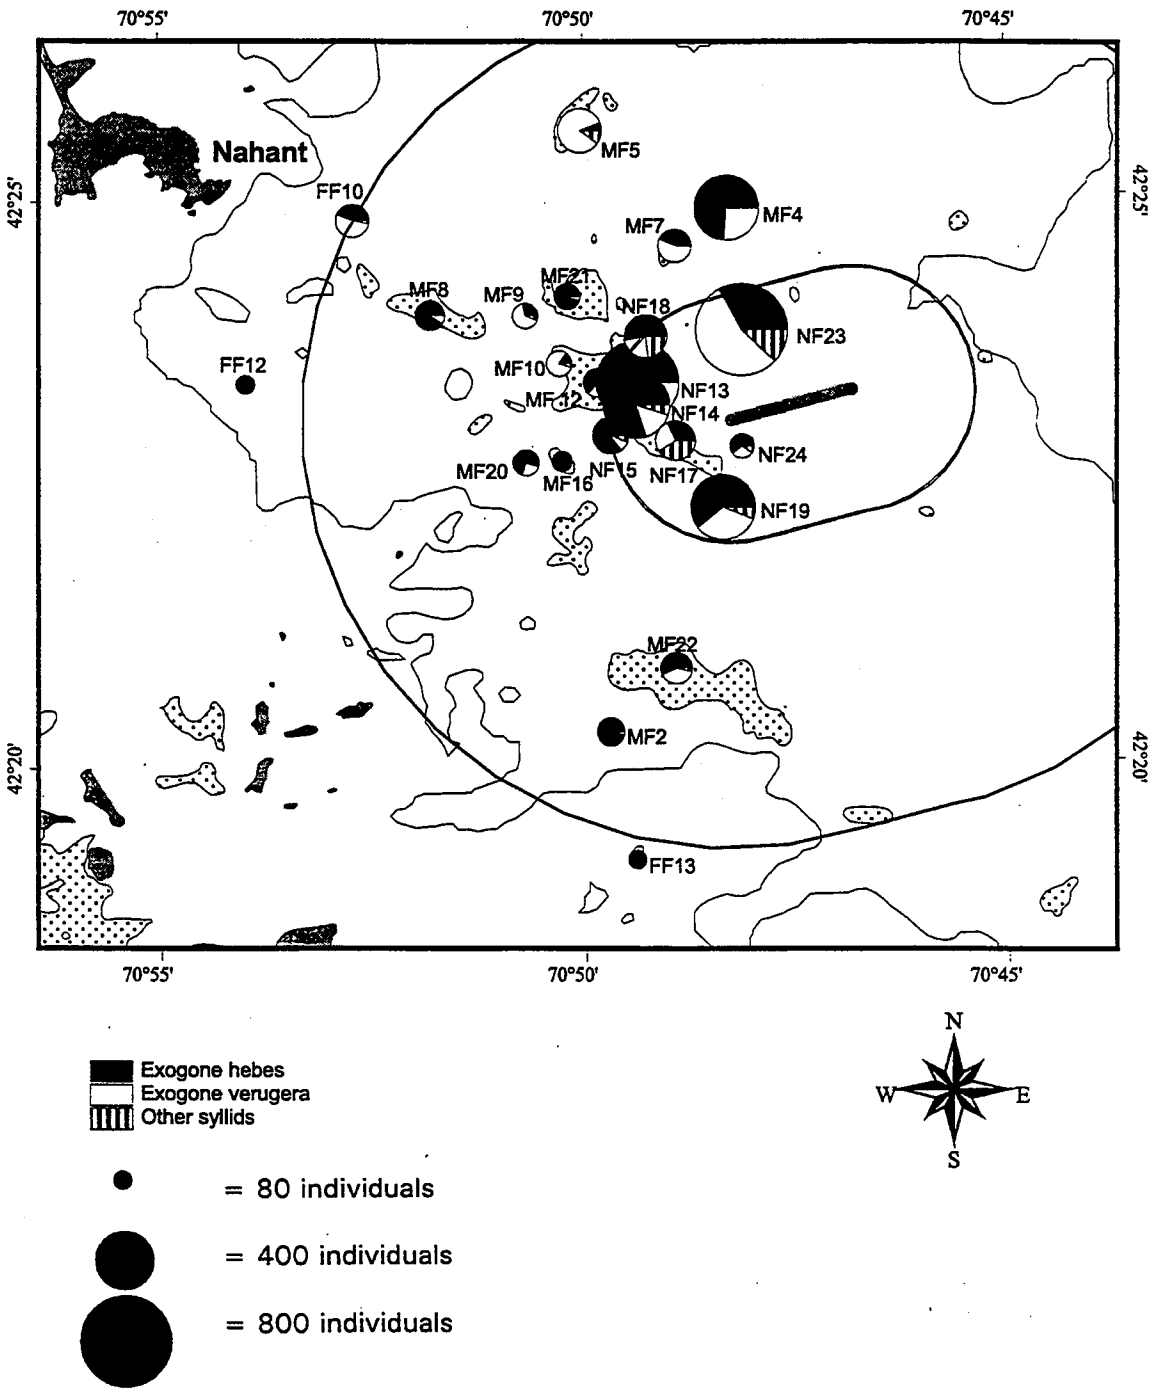 70°55' 70°50' 70°45'
42°25'
42°25'
Nahant
MF5
FF10
MF4
MF7
MF21
MF8
MF9
NF18
NF23
FF12
MF10
NF13
MF12
NF14
NF24
NF15
NF17
MF20
MF16
NF19
MF22
MF2
42°20'
42°20'
FF13
70°55' 70°50' 70°45'
N
W E
S
Exogone hebes
Exogone verugera
Other syllids
= 80 individuals
= 400 individuals
= 800 individuals